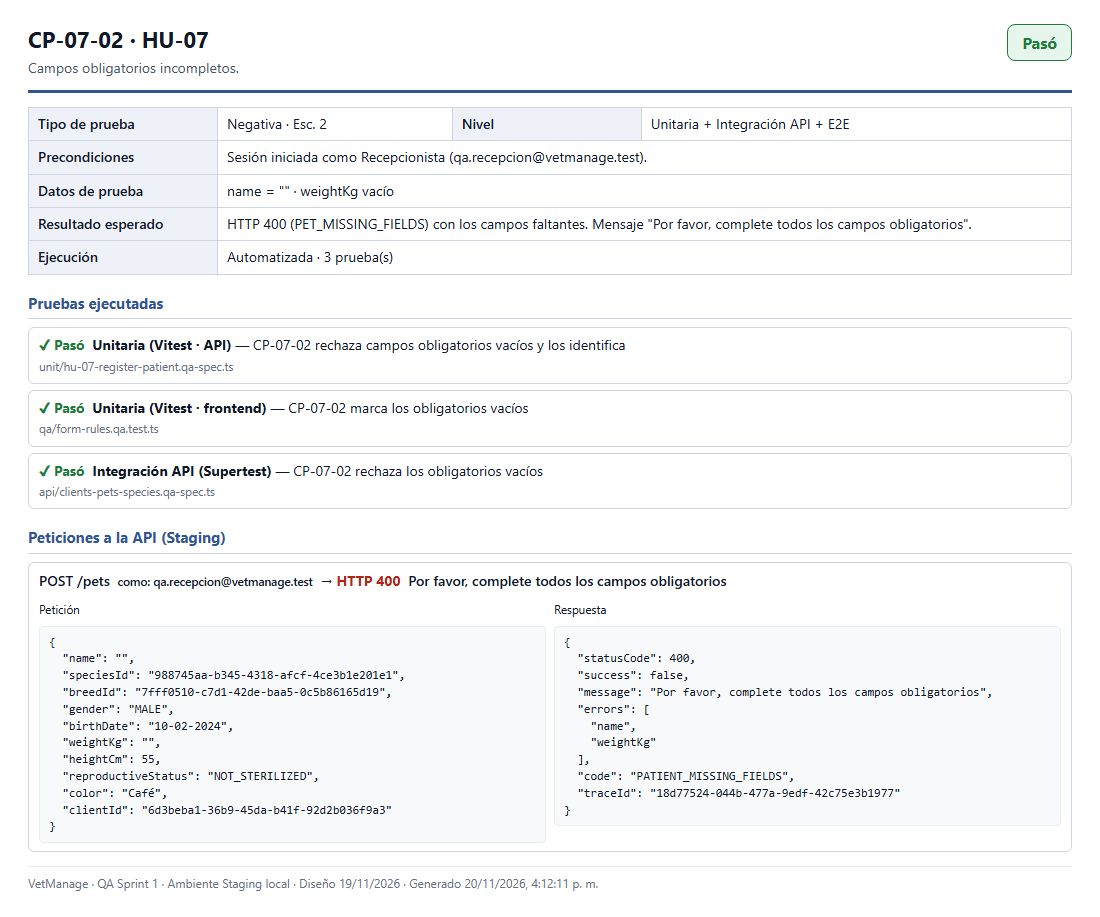 CP-07-02 · HU-07
Pasó
Campos obligatorios incompletos.
Tipo de prueba Negativa · Esc. 2 Nivel Unitaria + Integración API + E2E
Precondiciones Sesión iniciada como Recepcionista (qa.recepcion@vetmanage.test).
Datos de prueba name = "" · weightKg vacío
Resultado esperado HTTP 400 (PET_MISSING_FIELDS) con los campos faltantes. Mensaje "Por favor, complete todos los campos obligatorios".
Ejecución Automatizada · 3 prueba(s)
Pruebas ejecutadas
✓ Pasó Unitaria (Vitest · API) — CP-07-02 rechaza campos obligatorios vacíos y los identifica
unit/hu-07-register-patient.qa-spec.ts
✓ Pasó Unitaria (Vitest · frontend) — CP-07-02 marca los obligatorios vacíos
qa/form-rules.qa.test.ts
✓ Pasó Integración API (Supertest) — CP-07-02 rechaza los obligatorios vacíos
api/clients-pets-species.qa-spec.ts
Peticiones a la API (Staging)
POST /pets como: qa.recepcion@vetmanage.test → HTTP 400 Por favor, complete todos los campos obligatorios
Petición
{
"name": "",
"speciesId": "988745aa-b345-4318-afcf-4ce3b1e201e1",
"breedId": "7fff0510-c7d1-42de-baa5-0c5b86165d19",
"gender": "MALE",
"birthDate": "10-02-2024",
"weightKg": "",
"heightCm": 55,
"reproductiveStatus": "NOT_STERILIZED",
"color": "Café",
"clientId": "6d3beba1-36b9-45da-b41f-92d2b036f9a3"
}
Respuesta
{
"statusCode": 400,
"success": false,
"message": "Por favor, complete todos los campos obligatorios",
"errors": [
"name",
"weightKg"
],
"code": "PATIENT_MISSING_FIELDS",
"traceId": "18d77524-044b-477a-9edf-42c75e3b1977"
}
VetManage · QA Sprint 1 · Ambiente Staging local · Diseño 19/11/2026 · Generado 20/11/2026, 4:12:11 p. m.